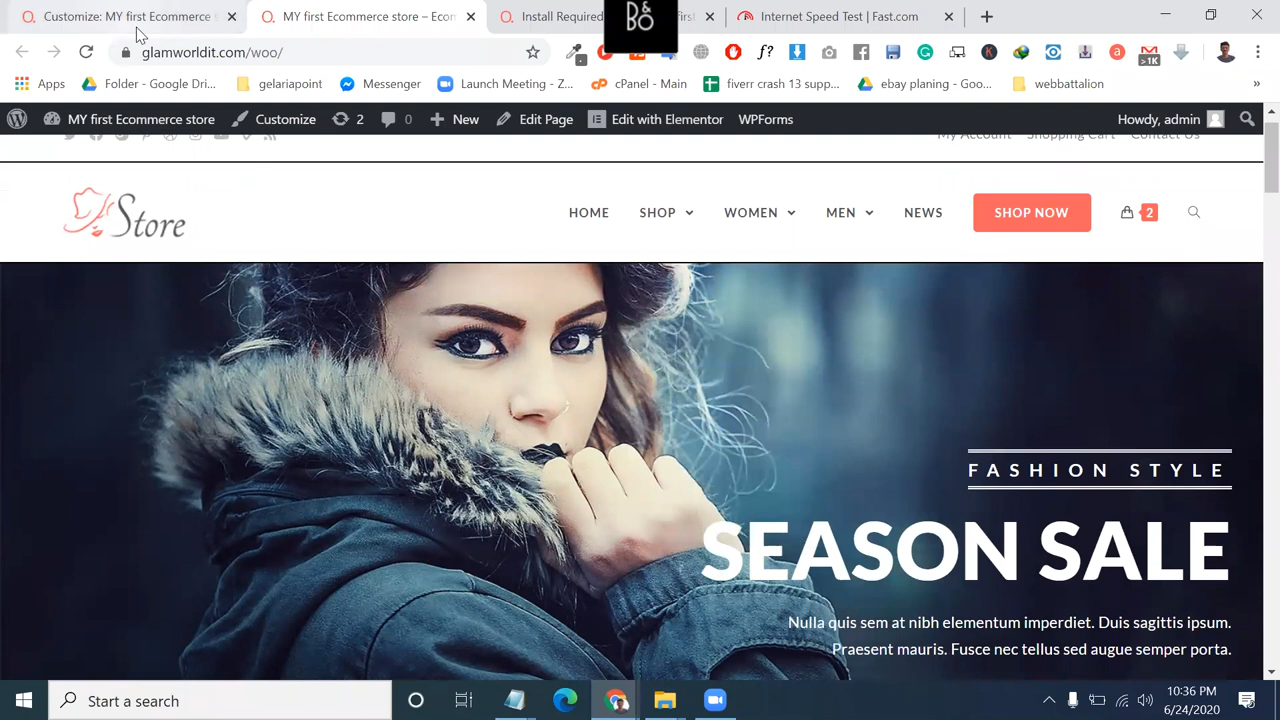 Customize: MY first Ecommerce
MY first Ecommerce store – Ecom
Install Required
Internet Speed Test | Fast.com
D&
BO
glamworldit.com/woo/
f?
K
a
>1K
Apps
Folder - Google Dri...
gelariapoint
Messenger
Launch Meeting - Z...
cP
cPanel - Main
fiverr crash 13 supp...
ebay planing - Goo...
webbattalion
»
MY first Ecommerce store
Customize
2
0
New
Edit Page
Edit with Elementor
WPForms
Howdy, admin
My Account
Shopping Cart
Contact Us
Store
HOME
SHOP
WOMEN
MEN
NEWS
SHOP NOW
2
FASHION STYLE
SEASON SALE
Nulla quis sem at nibh elementum imperdiet. Duis sagittis ipsum.
Praesent mauris. Fusce nec tellus sed augue semper porta.
Start a search
10:36 PM
6/24/2020